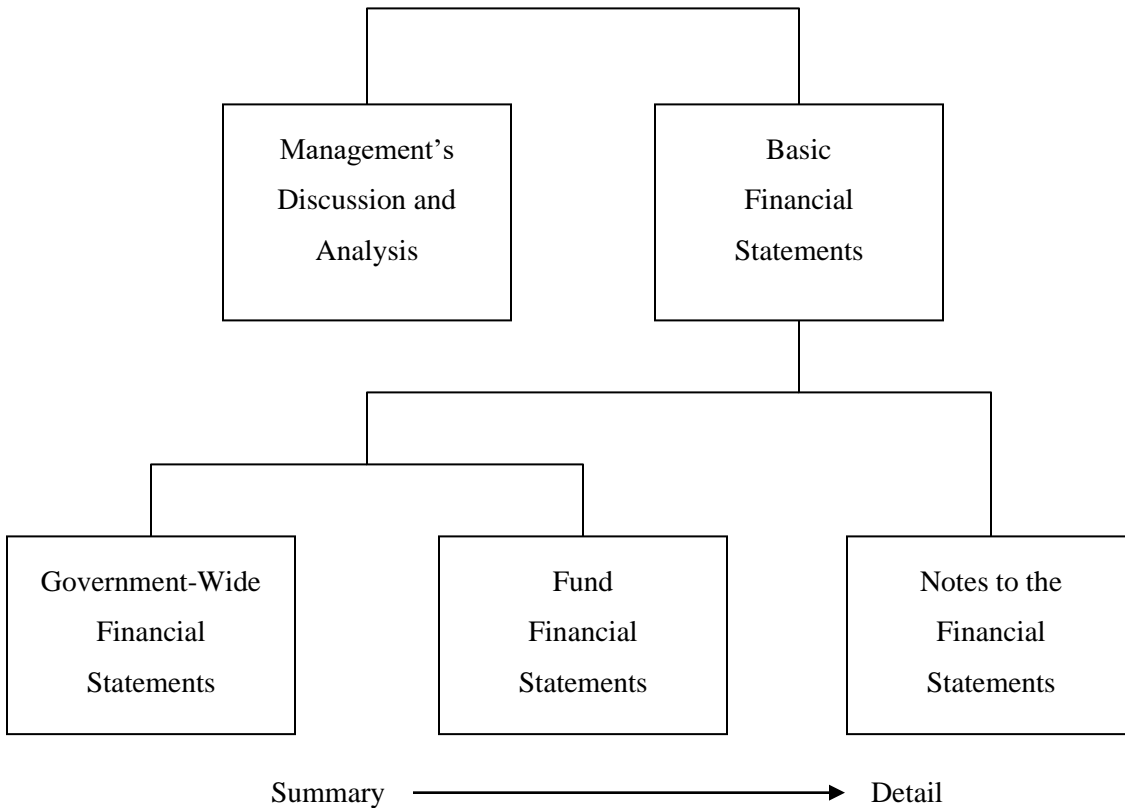 Management’s
Discussion and
Analysis
Basic
Financial
Statements
Government-Wide
Financial
Statements
Fund
Financial
Statements
Notes to the
Financial
Statements
Summary
Detail